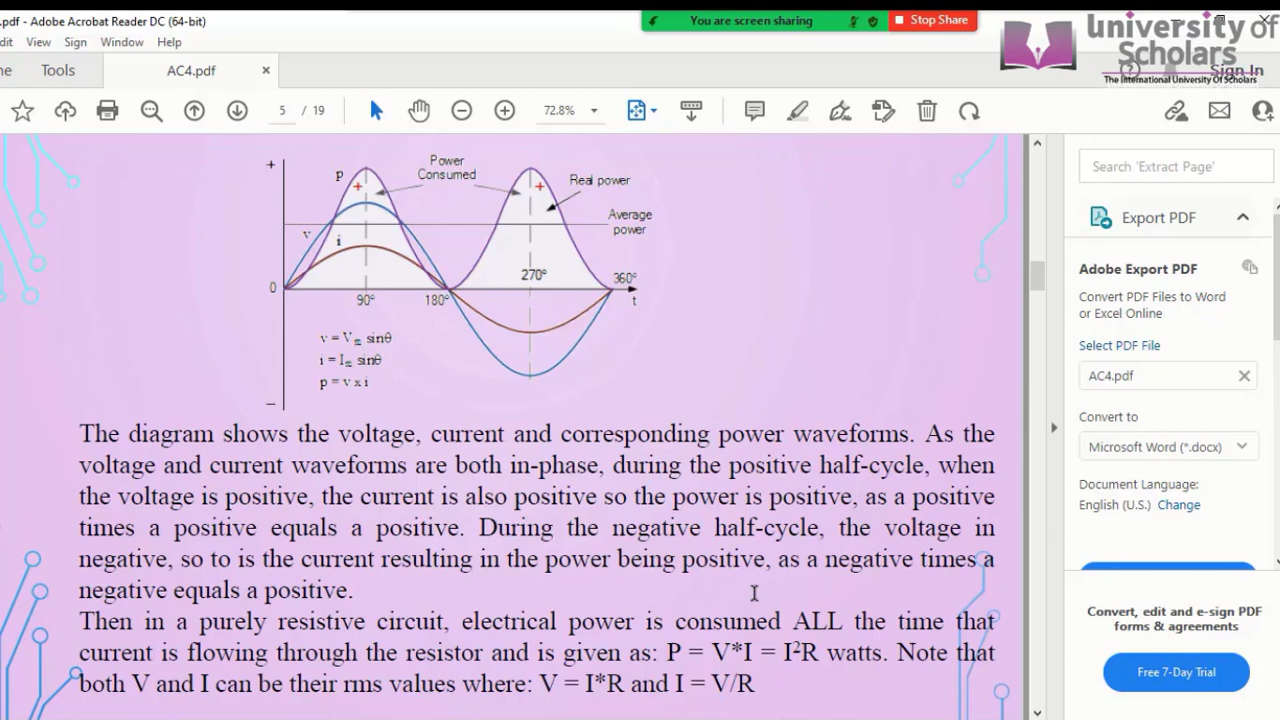 .pdf - Adobe Acrobat Reader DC (64-bit)
You are screen sharing
Stop Share
university of
Scholars
The International University Of Scholars
dit View Sign Window Help
ne Tools AC4.pdf × Sign In
5 / 19 72.8%
+
p
Power
Consumed
+ +
Real power
Average
power
v
i
0
90° 180° 270° 360°
t
v = Vm sinθ
i = Im sinθ
p = v x i
−
The diagram shows the voltage, current and corresponding power waveforms. As the
voltage and current waveforms are both in-phase, during the positive half-cycle, when
the voltage is positive, the current is also positive so the power is positive, as a positive
times a positive equals a positive. During the negative half-cycle, the voltage in
negative, so to is the current resulting in the power being positive, as a negative times a
negative equals a positive.
Then in a purely resistive circuit, electrical power is consumed ALL the time that
current is flowing through the resistor and is given as: P = V*I = I²R watts. Note that
both V and I can be their rms values where: V = I*R and I = V/R
Search 'Extract Page'
Export PDF
Adobe Export PDF
Convert PDF Files to Word
or Excel Online
Select PDF File
AC4.pdf
Convert to
Microsoft Word (*.docx)
Document Language:
English (U.S.) Change
Convert, edit and e-sign PDF
forms & agreements
Free 7-Day Trial